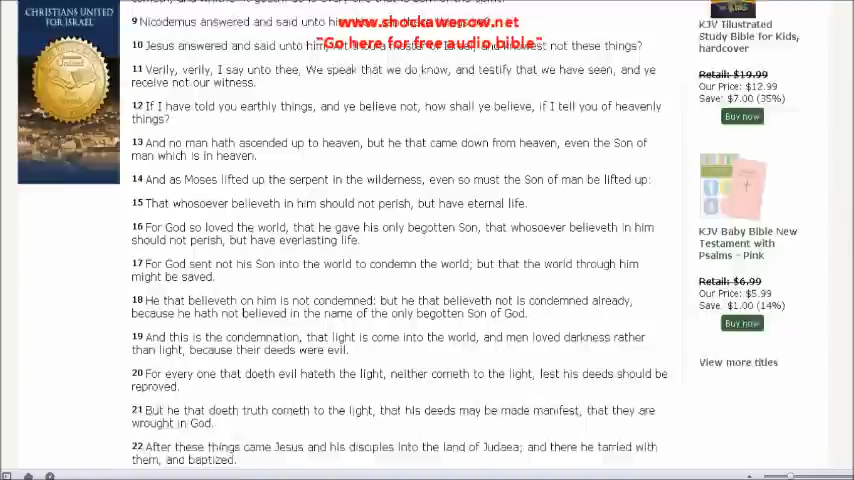 CHRISTIANS UNITED
FOR ISRAEL
United
9 Nicodemus answered and said unto him,
www.shockawenow.net
"Go here for free audio bible"
10 Jesus answered and said unto him, Art thou a master of Israel, and knowest not these things?
11 Verily, verily, I say unto thee, We speak that we do know, and testify that we have seen, and ye
receive not our witness.
12 If I have told you earthly things, and ye believe not, how shall ye believe, if I tell you of heavenly
things?
13 And no man hath ascended up to heaven, but he that came down from heaven, even the Son of
man which is in heaven.
14 And as Moses lifted up the serpent in the wilderness, even so must the Son of man be lifted up:
15 That whosoever believeth in him should not perish, but have eternal life.
16 For God so loved the world, that he gave his only begotten Son, that whosoever believeth in him
should not perish, but have everlasting life.
17 For God sent not his Son into the world to condemn the world; but that the world through him
might be saved.
18 He that believeth on him is not condemned: but he that believeth not is condemned already,
because he hath not believed in the name of the only begotten Son of God.
19 And this is the condemnation, that light is come into the world, and men loved darkness rather
than light, because their deeds were evil.
20 For every one that doeth evil hateth the light, neither cometh to the light, lest his deeds should be
reproved.
21 But he that doeth truth cometh to the light, that his deeds may be made manifest, that they are
wrought in God.
22 After these things came Jesus and his disciples into the land of Judaea; and there he tarried with
them, and baptized.
KJV Illustrated
Study Bible for Kids,
hardcover
Retail: $19.99
Our Price: $12.99
Save: $7.00 (35%)
Buy now
KJV Baby Bible New
Testament with
Psalms - Pink
Retail: $6.99
Our Price: $5.99
Save: $1.00 (14%)
Buy now
View more titles